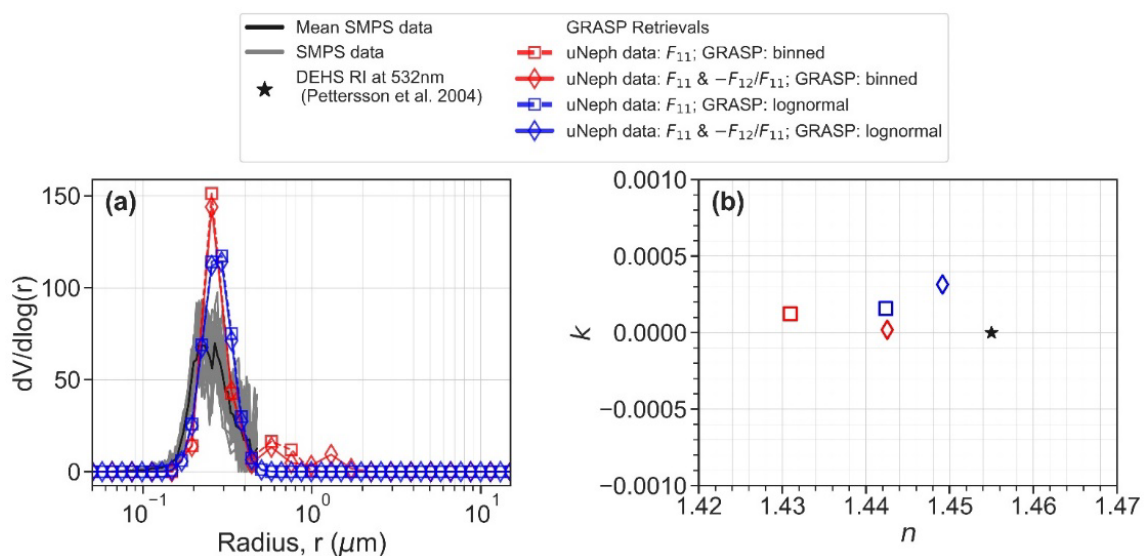 Mean SMPS data
SMPS data
DEHS RI at 532nm
(Pettersson et al. 2004)
GRASP Retrievals
uNeph data: F₁₁; GRASP: binned
uNeph data: F₁₁ & −F₁₂/F₁₁; GRASP: binned
uNeph data: F₁₁; GRASP: lognormal
uNeph data: F₁₁ & −F₁₂/F₁₁; GRASP: lognormal
(a)
150
100
50
0
dV/dlog(r)
10⁻¹ 10⁰ 10¹
Radius, r (μm)
(b)
0.0010
0.0005
0.0000
−0.0005
−0.0010
k
1.42 1.43 1.44 1.45 1.46 1.47
n